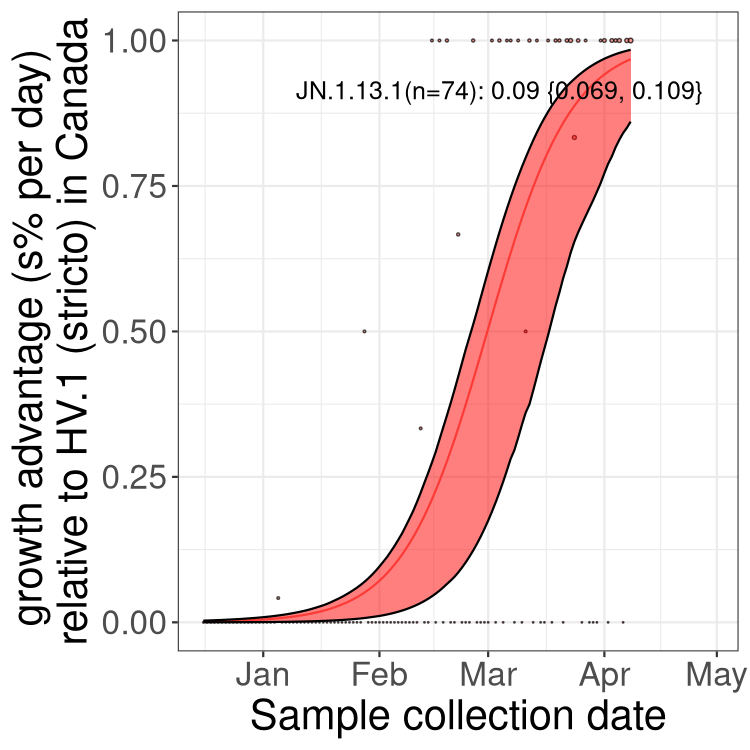 growth advantage (s% per day)
relative to HV.1 (stricto) in Canada
1.00
0.75
0.50
0.25
0.00
JN.1.13.1(n=74): 0.09 {0.069, 0.109}
Jan Feb Mar Apr May
Sample collection date